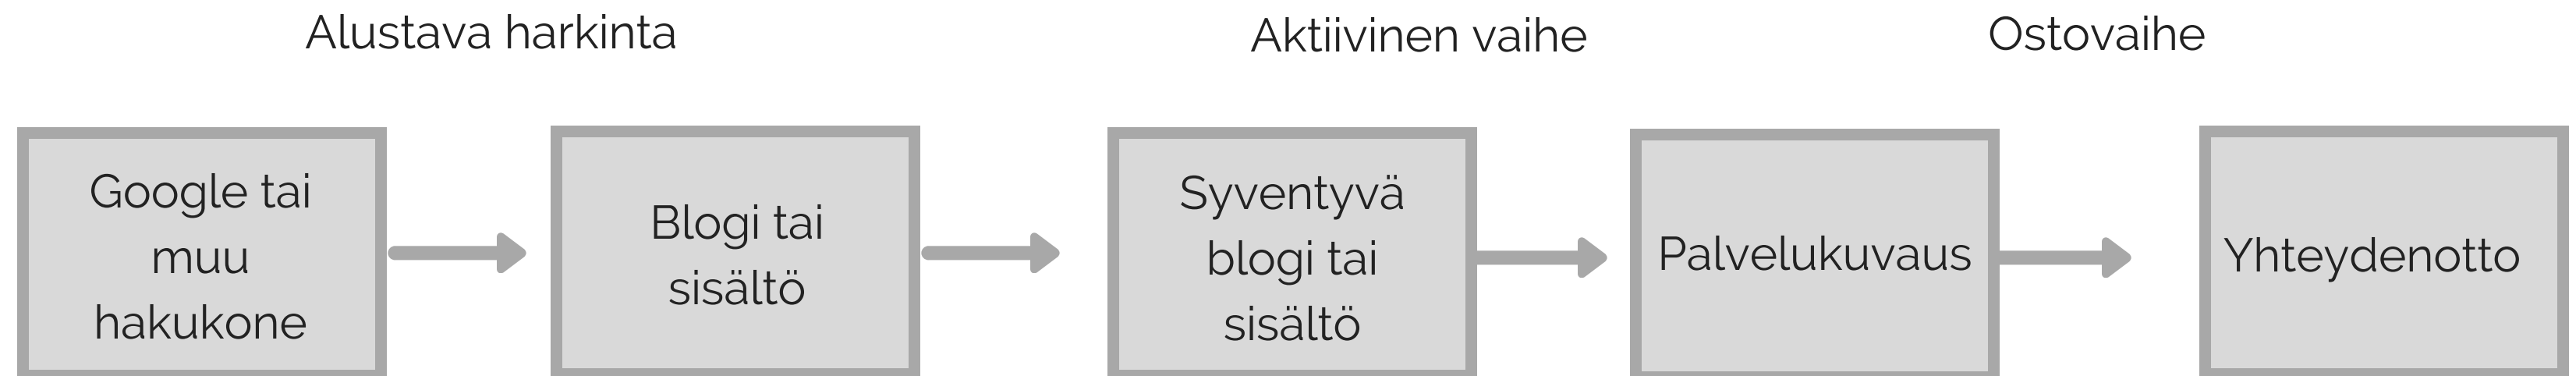 Alustava harkinta
Aktiivinen vaihe
Ostovaihe
Google tai
muu
hakukone
Blogi tai
sisältö
Syventyvä
blogi tai
sisältö
Palvelukuvaus
Yhteydenotto